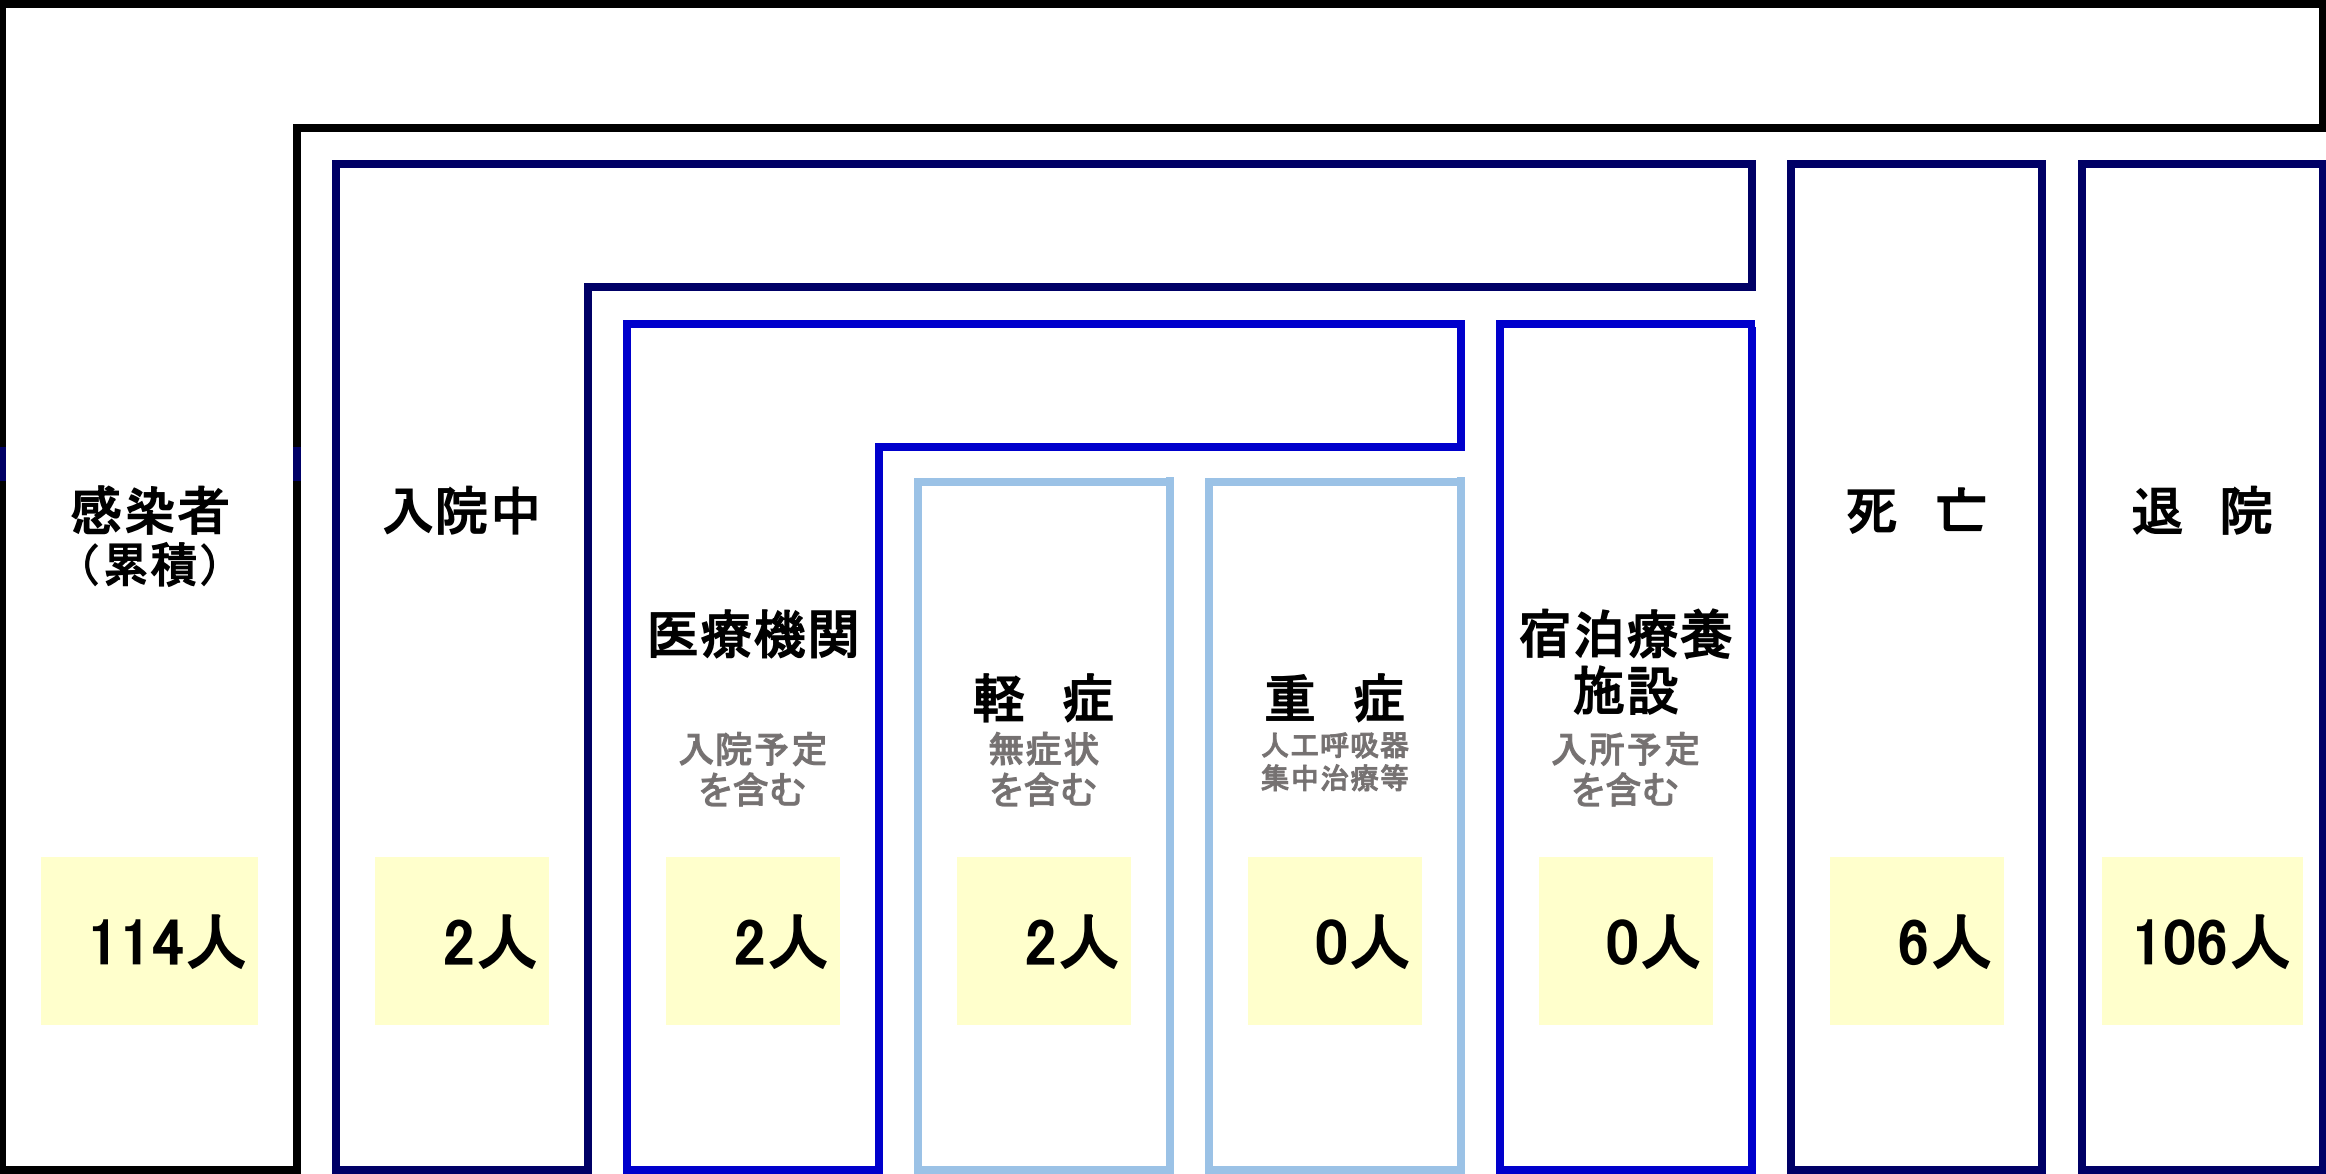 感染者
（累積）
114人
入院中
2人
医療機関
入院予定
を含む
2人
軽 症
無症状
を含む
2人
重 症
人工呼吸器
集中治療等
0人
宿泊療養
施設
入所予定
を含む
0人
死 亡
6人
退 院
106人